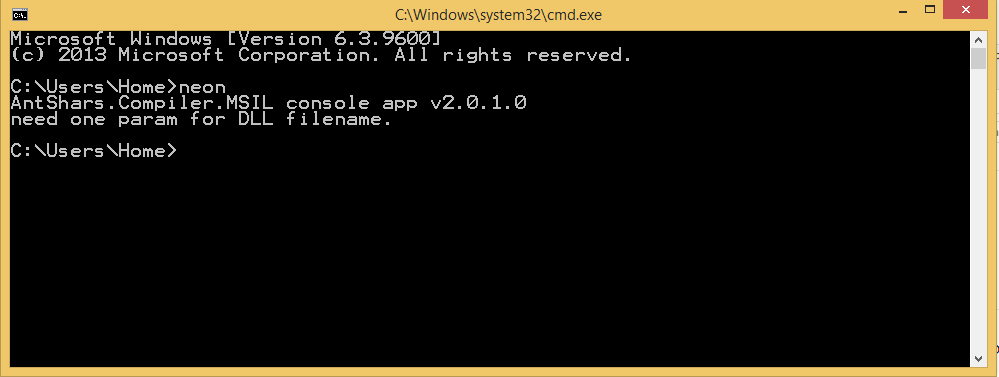 C:\Windows\system32\cmd.exe
Microsoft Windows [Version 6.3.9600]
(c) 2013 Microsoft Corporation. All rights reserved.
C:\Users\Home>neon
AntShars.Compiler.MSIL console app v2.0.1.0
need one param for DLL filename.
C:\Users\Home>